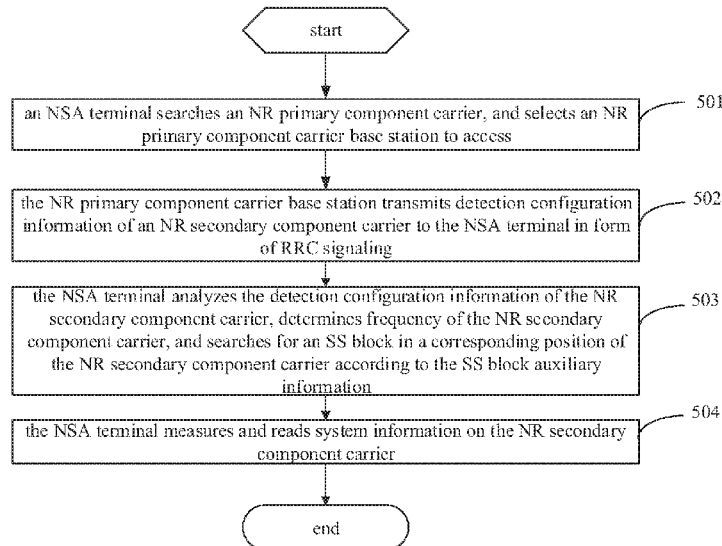 start
an NSA terminal searches an NR primary component carrier, and selects an NR
primary component carrier base station to access
501
the NR primary component carrier base station transmits detection configuration
information of an NR secondary component carrier to the NSA terminal in form
of RRC signaling
502
the NSA terminal analyzes the detection configuration information of the NR
secondary component carrier, determines frequency of the NR secondary
component carrier, and searches for an SS block in a corresponding position of
the NR secondary component carrier according to the SS block auxiliary
information
503
the NSA terminal measures and reads system information on the NR secondary
component carrier
504
end